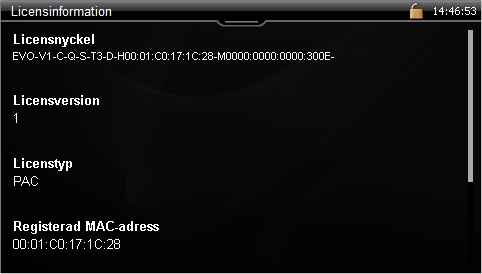 Licensinformation
14:46:53
Licensnyckel
EVO-V1-C-Q-S-T3-D-H00:01:C0:17:1C:28-M0000:0000:0000:300E-
Licensversion
1
Licenstyp
PAC
Registerad MAC-adress
00:01:C0:17:1C:28